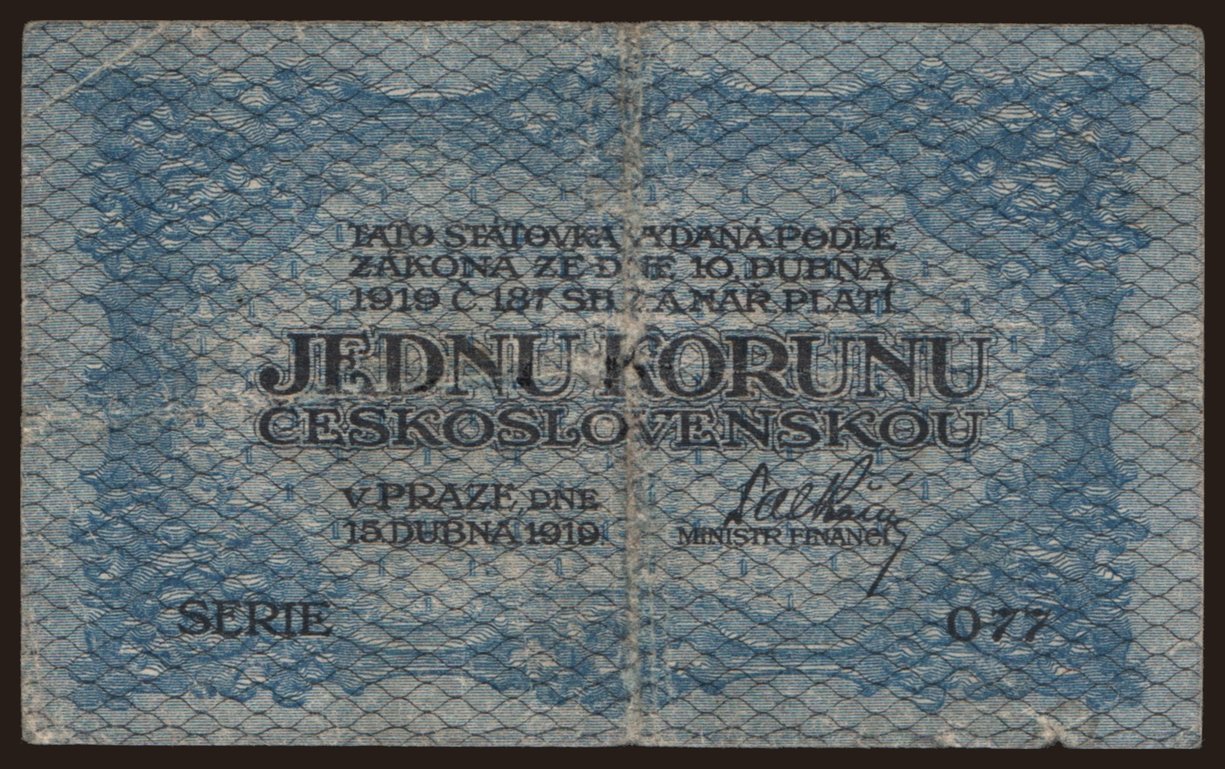 TATO STÁTOVKA VYDANÁ PODLE
ZÁKONA ZE DNE 10. DUBNA
1919 Č. 187 SB. Z. A NAŘ. PLATÍ
JEDNU KORUNU
ČESKOSLOVENSKOU
V PRAZE, DNE
15. DUBNA 1919.
MINISTR FINANCÍ
SERIE
077